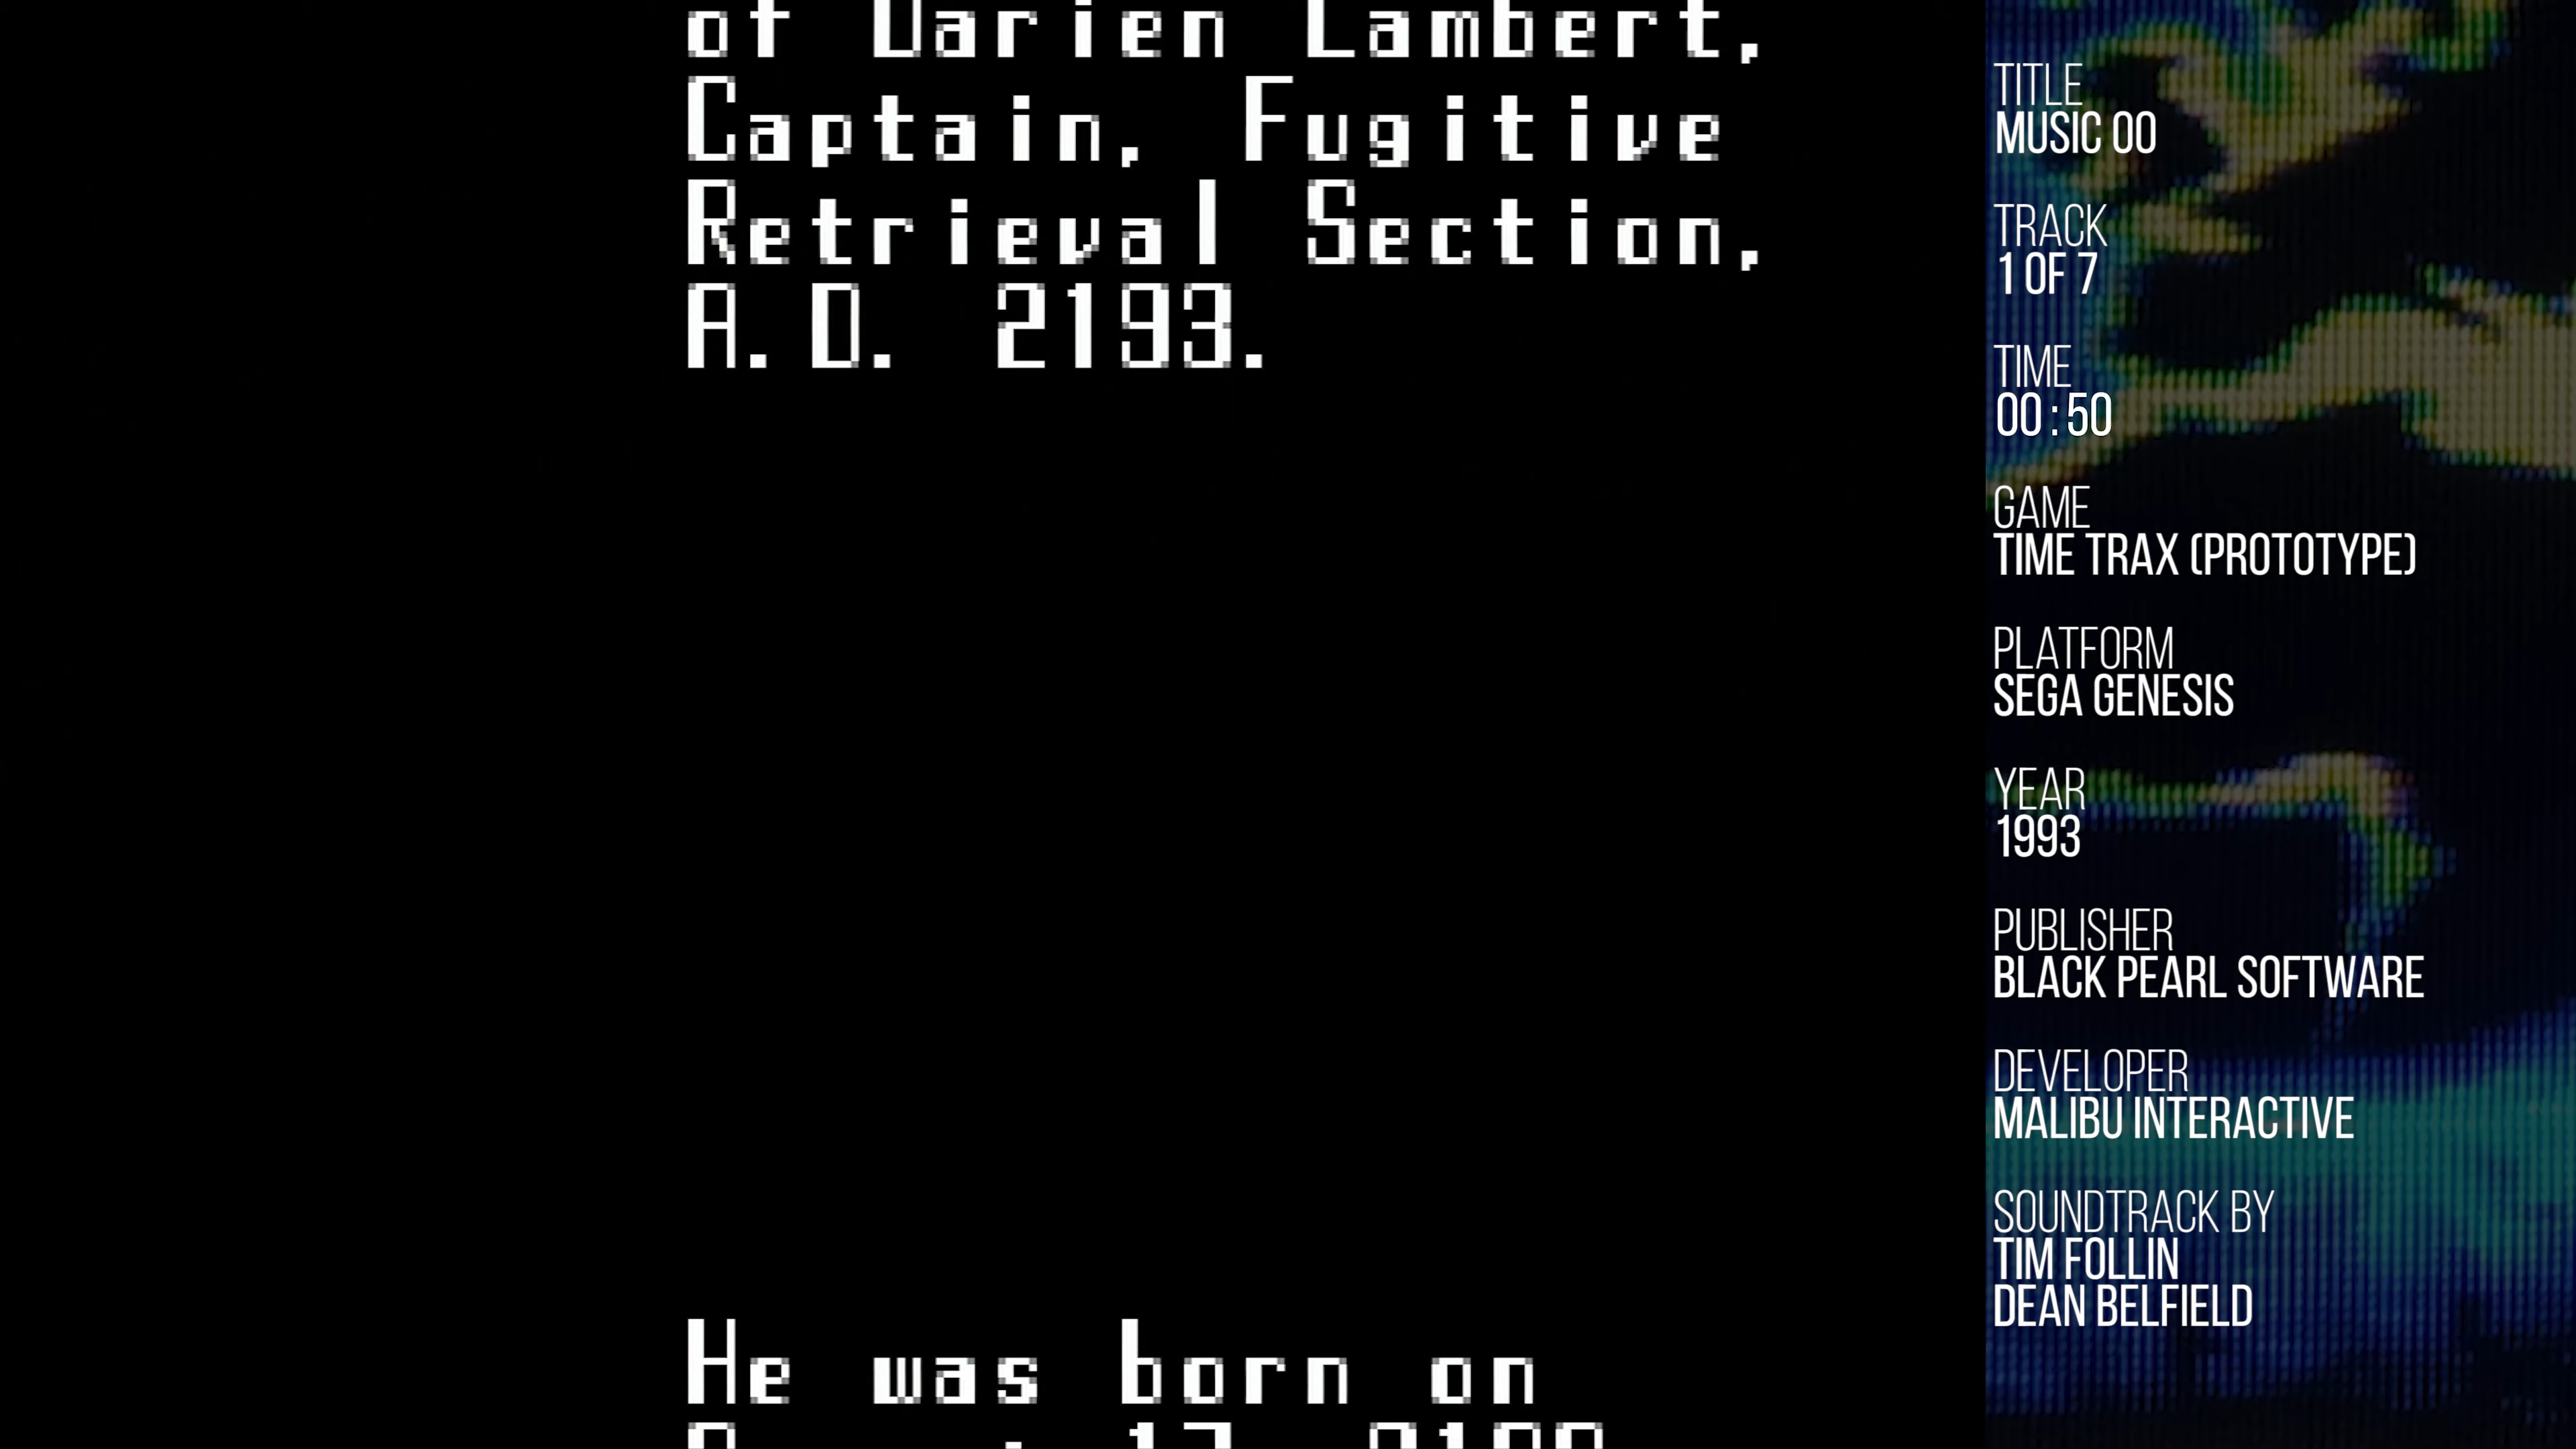 of Darien Lambert,
Captain, Fugitive
Retrieval Section,
A.D. 2193.
He was born on
TITLE
MUSIC 00
TRACK
1 OF 7
TIME
00:50
GAME
TIME TRAX (PROTOTYPE)
PLATFORM
SEGA GENESIS
YEAR
1993
PUBLISHER
BLACK PEARL SOFTWARE
DEVELOPER
MALIBU INTERACTIVE
SOUNDTRACK BY
TIM FOLLIN
DEAN BELFIELD